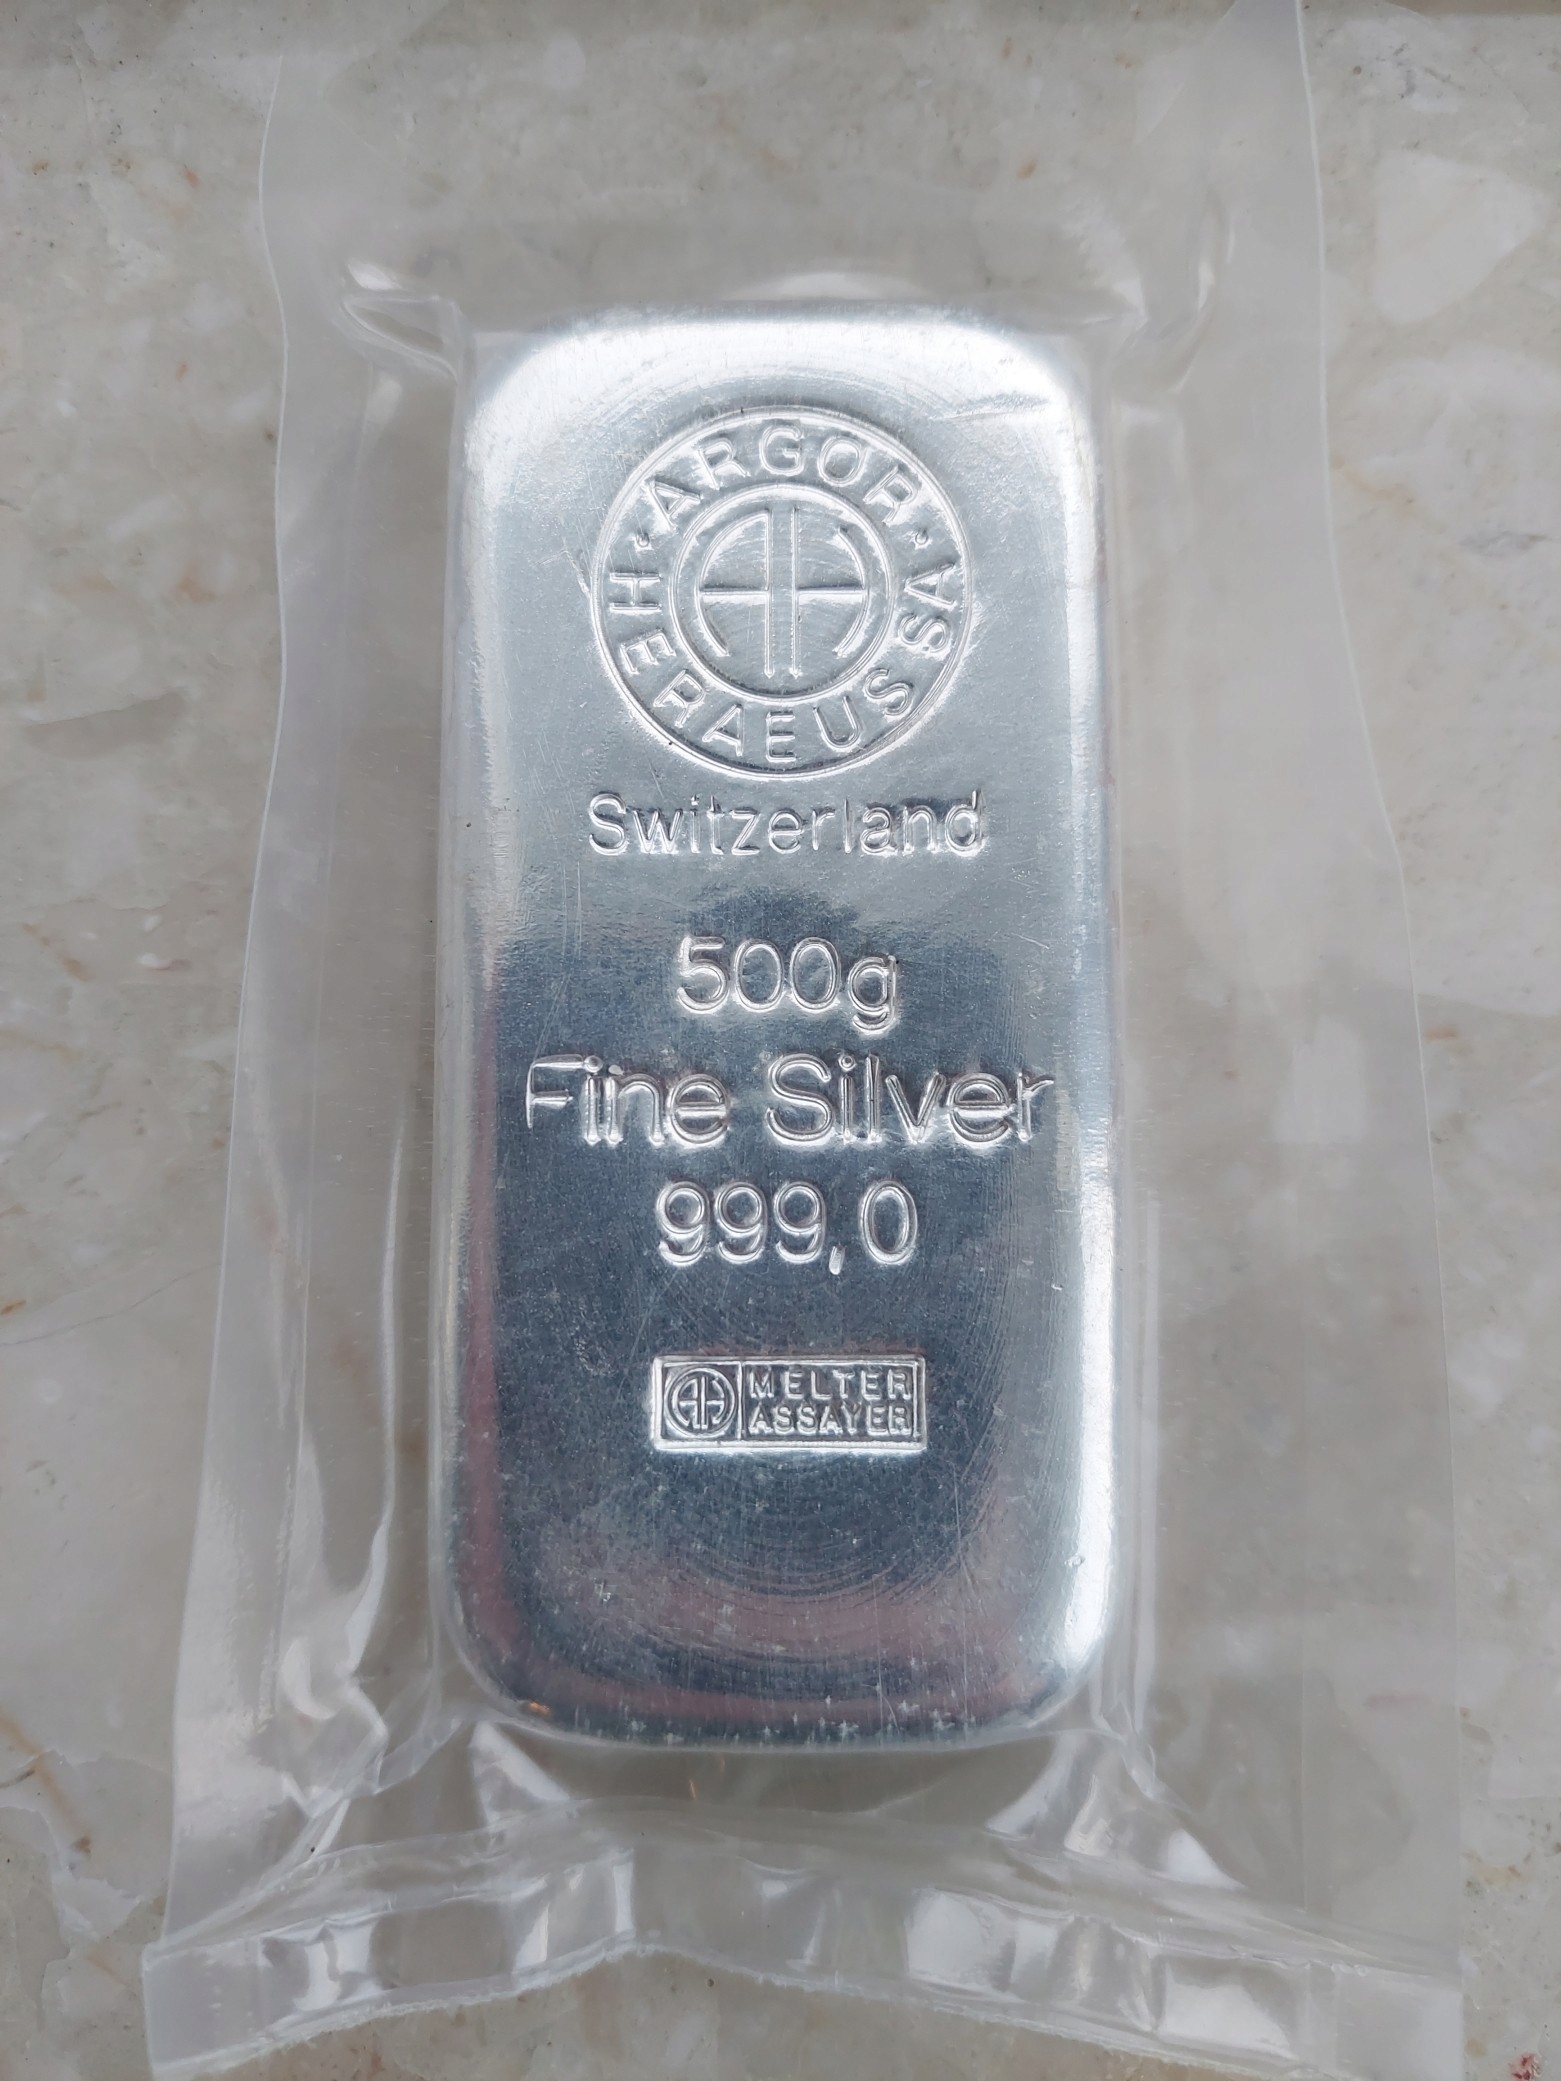 · ARGOR ·
HERAEUS SA
Switzerland
500g
Fine Silver
999,0
MELTER
ASSAYER